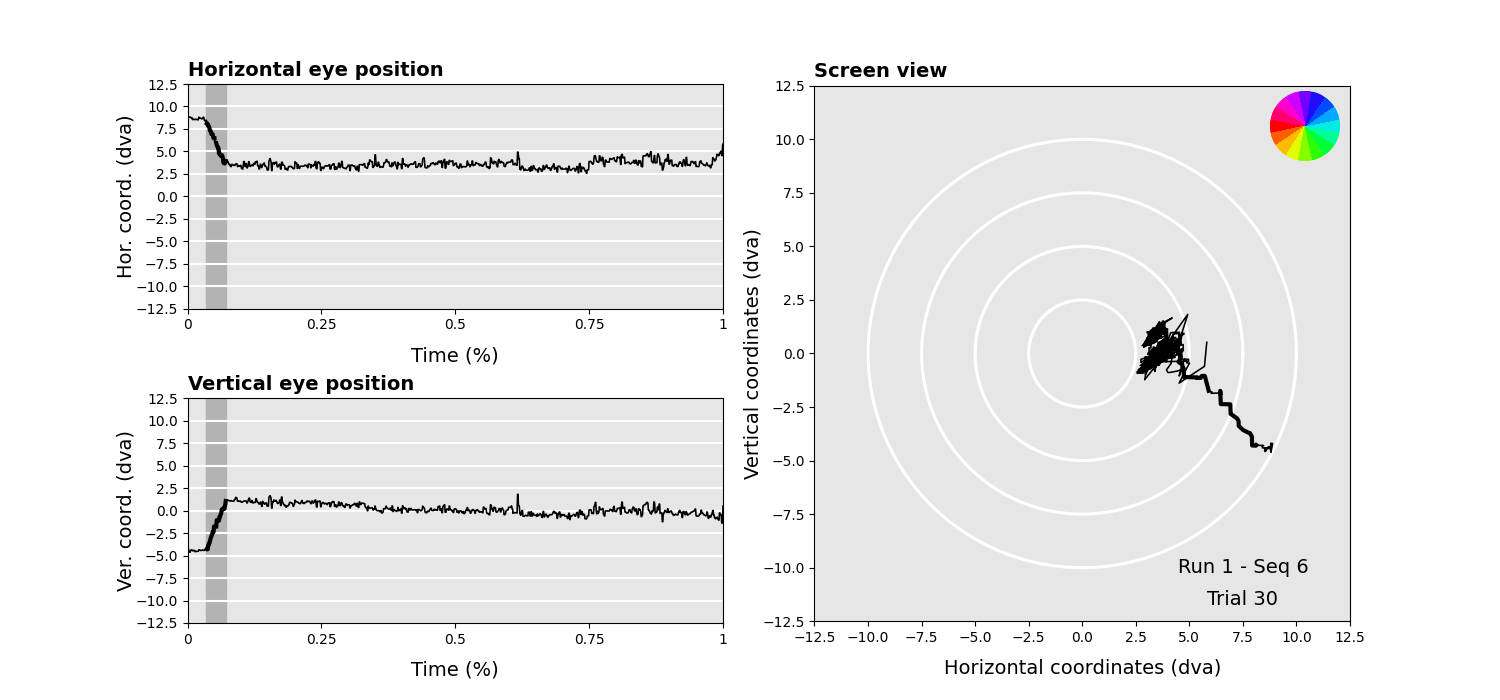 Horizontal eye position
12.5
10.0
7.5
5.0
2.5
0.0
−2.5
−5.0
−7.5
−10.0
−12.5
Hor. coord. (dva)
0 0.25 0.5 0.75 1
Time (%)
Vertical eye position
12.5
10.0
7.5
5.0
2.5
0.0
−2.5
−5.0
−7.5
−10.0
−12.5
Ver. coord. (dva)
0 0.25 0.5 0.75 1
Time (%)
Screen view
12.5
10.0
7.5
5.0
2.5
0.0
−2.5
−5.0
−7.5
−10.0
−12.5
Vertical coordinates (dva)
Run 1 - Seq 6
Trial 30
−12.5 −10.0 −7.5 −5.0 −2.5 0.0 2.5 5.0 7.5 10.0 12.5
Horizontal coordinates (dva)